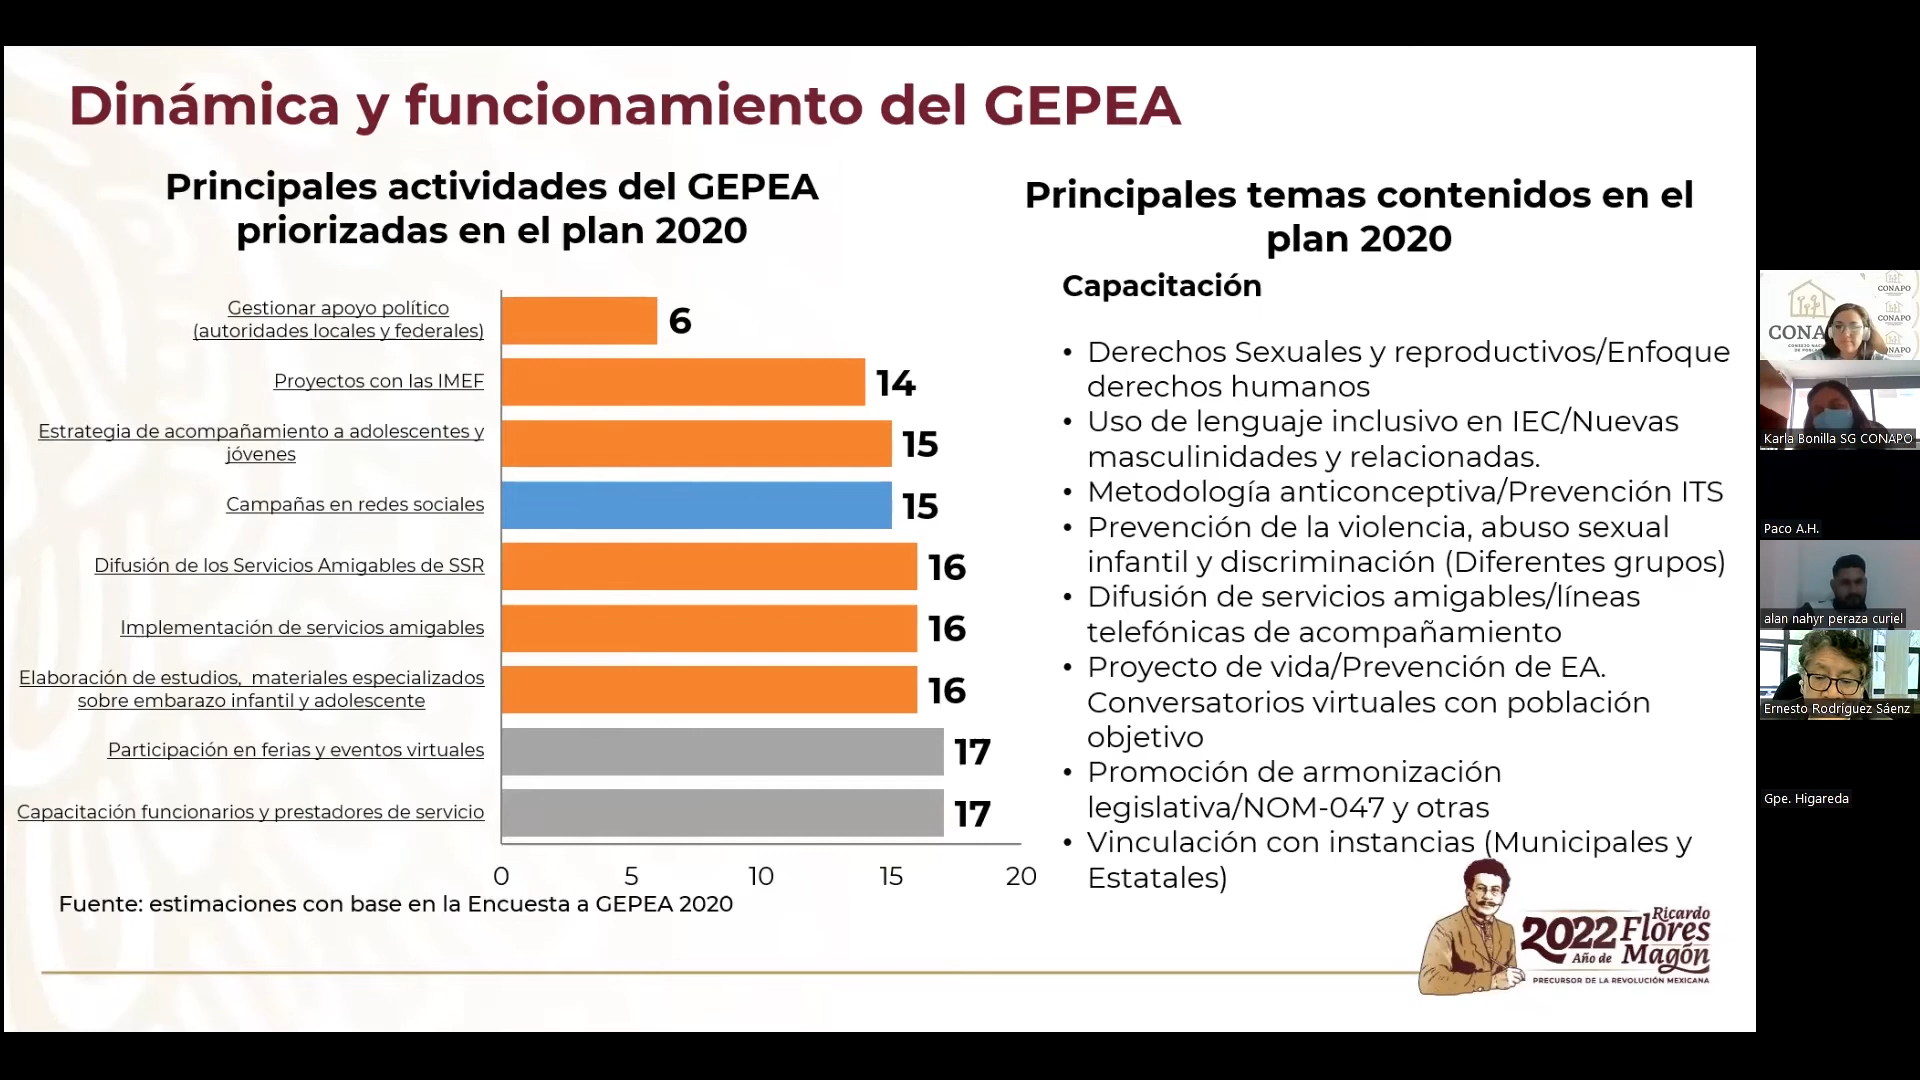 Dinámica y funcionamiento del GEPEA
Principales actividades del GEPEA
priorizadas en el plan 2020
Gestionar apoyo político
(autoridades locales y federales)
6
Proyectos con las IMEF
14
Estrategia de acompañamiento a adolescentes y
jóvenes
15
Campañas en redes sociales
15
Difusión de los Servicios Amigables de SSR
16
Implementación de servicios amigables
16
Elaboración de estudios, materiales especializados
sobre embarazo infantil y adolescente
16
Participación en ferias y eventos virtuales
17
Capacitación funcionarios y prestadores de servicio
17
0 5 10 15 20
Fuente: estimaciones con base en la Encuesta a GEPEA 2020
Principales temas contenidos en el
plan 2020
Capacitación
• Derechos Sexuales y reproductivos/Enfoque
derechos humanos
• Uso de lenguaje inclusivo en IEC/Nuevas
masculinidades y relacionadas.
• Metodología anticonceptiva/Prevención ITS
• Prevención de la violencia, abuso sexual
infantil y discriminación (Diferentes grupos)
• Difusión de servicios amigables/líneas
telefónicas de acompañamiento
• Proyecto de vida/Prevención de EA.
Conversatorios virtuales con población
objetivo
• Promoción de armonización
legislativa/NOM-047 y otras
• Vinculación con instancias (Municipales y
Estatales)
2022 Ricardo
Flores
Año de Magón
PRECURSOR DE LA REVOLUCIÓN MEXICANA
CONAPO
CONAPO
Karla Bonilla SG CONAPO
Paco A.H.
alan nahyr peraza curiel
Ernesto Rodríguez Sáenz
Gpe. Higareda